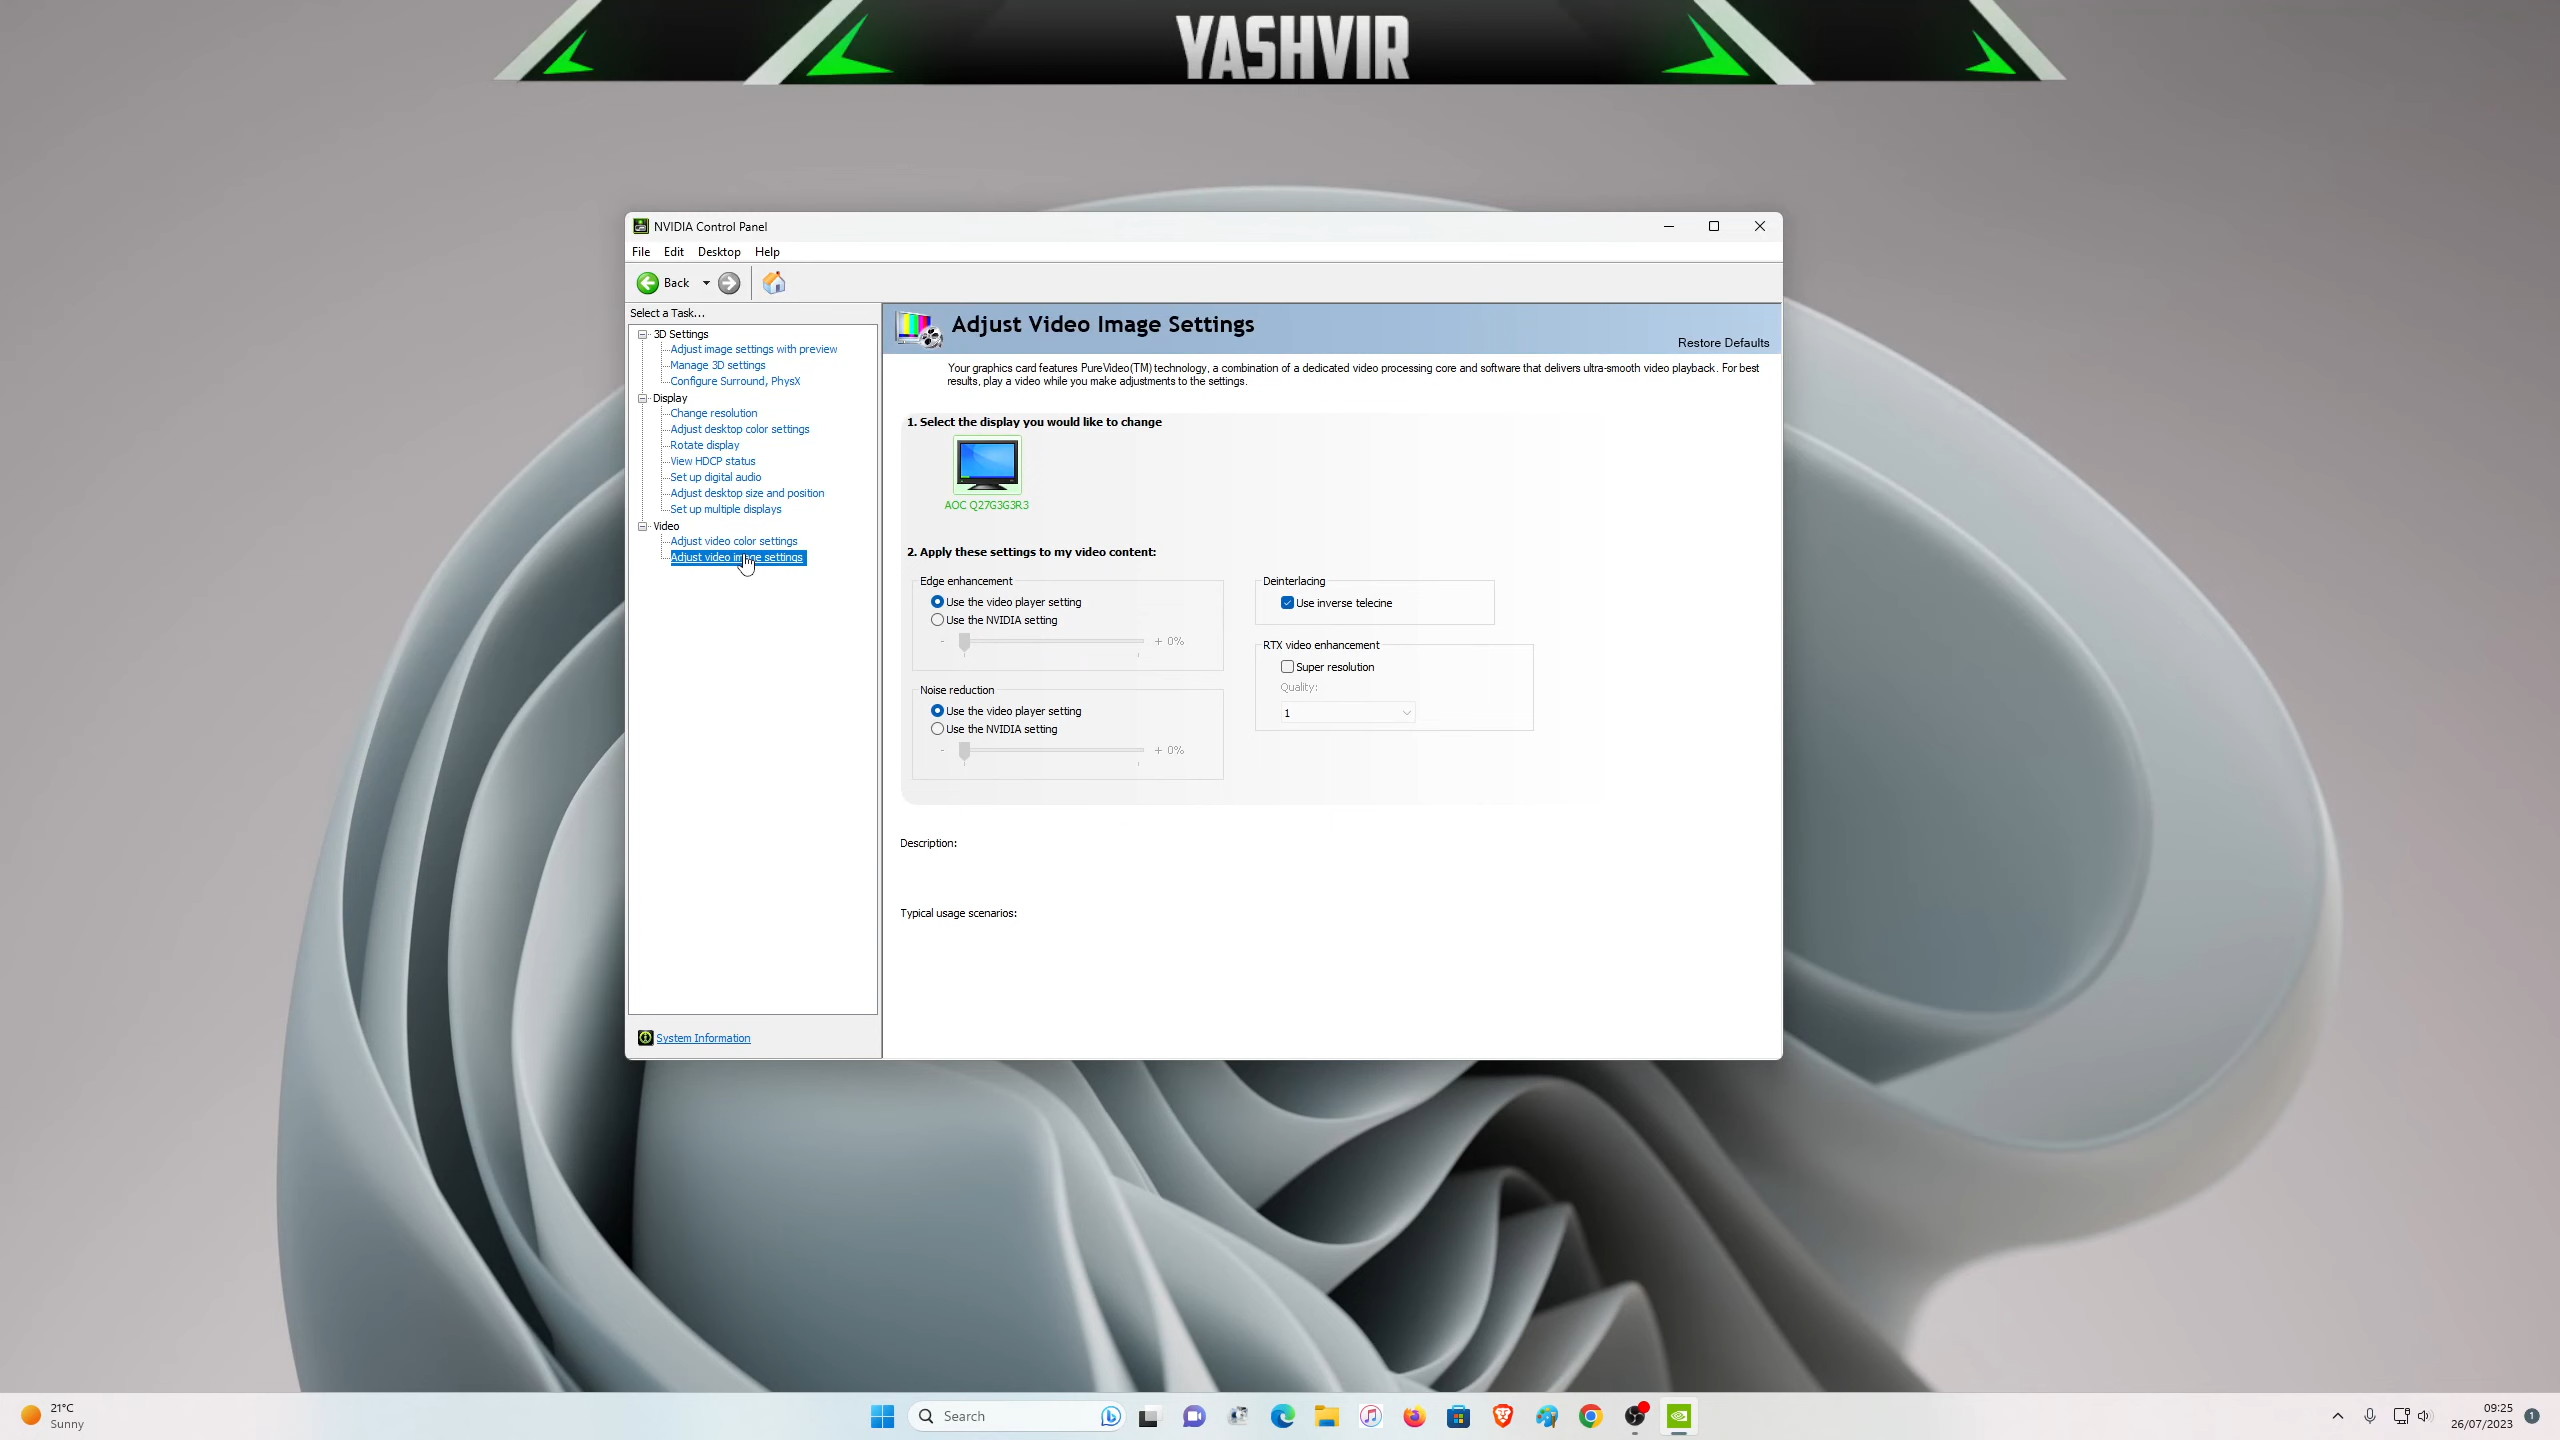 YASHVIR
NVIDIA Control Panel
File Edit Desktop Help
Back
Select a Task...
3D Settings
Adjust image settings with preview
Manage 3D settings
Configure Surround, PhysX
Display
Change resolution
Adjust desktop color settings
Rotate display
View HDCP status
Set up digital audio
Adjust desktop size and position
Set up multiple displays
Video
Adjust video color settings
Adjust video image settings
System Information
Adjust Video Image Settings
Restore Defaults
Your graphics card features PureVideo(TM) technology, a combination of a dedicated video processing core and software that delivers ultra-smooth video playback. For best
results, play a video while you make adjustments to the settings.
1. Select the display you would like to change
AOC Q27G3G3R3
2. Apply these settings to my video content:
Edge enhancement
Use the video player setting
Use the NVIDIA setting
- + 0%
Noise reduction
Use the video player setting
Use the NVIDIA setting
- + 0%
Deinterlacing
Use inverse telecine
RTX video enhancement
Super resolution
Quality:
1
Description:
Typical usage scenarios:
21°C
Sunny
Search
09:25
26/07/2023
1